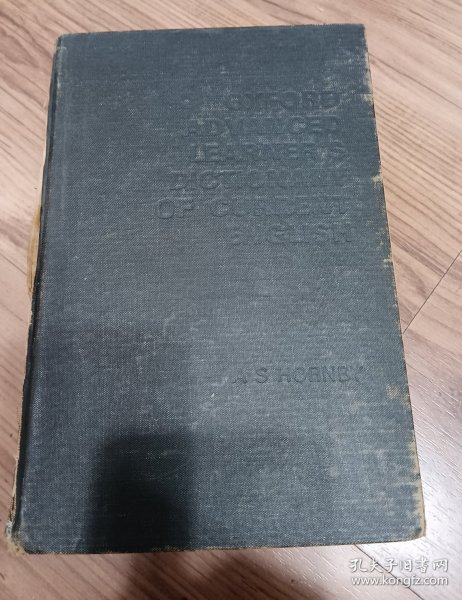 OXFORD
ADVANCED
LEARNER'S
DICTIONARY
OF CURRENT
ENGLISH
A S HORNBY
孔夫子旧书网
www.kongfz.com